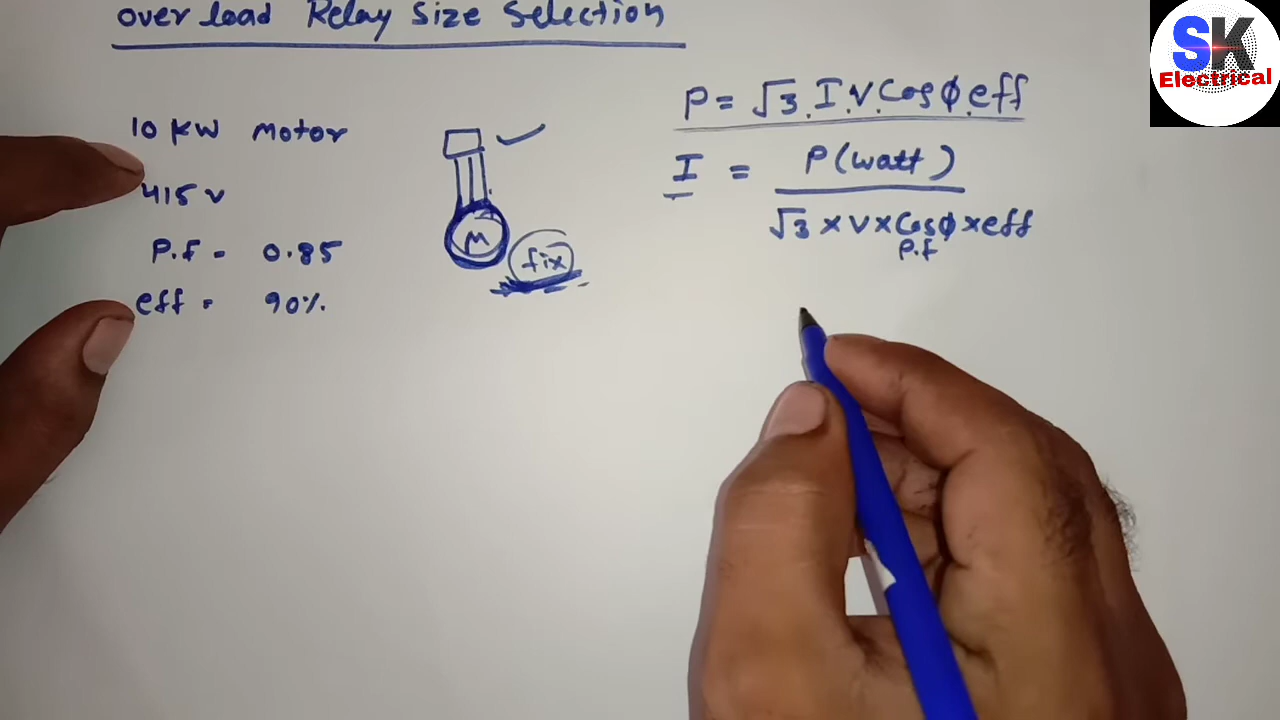 over load Relay Size Selection
10 KW Motor
415 V
P.f = 0.85
eff = 90%
M
fix
P = √3 I V Cosϕ eff
I = P (watt)
√3 × V × Cosϕ × eff
P.f
SK
Electrical